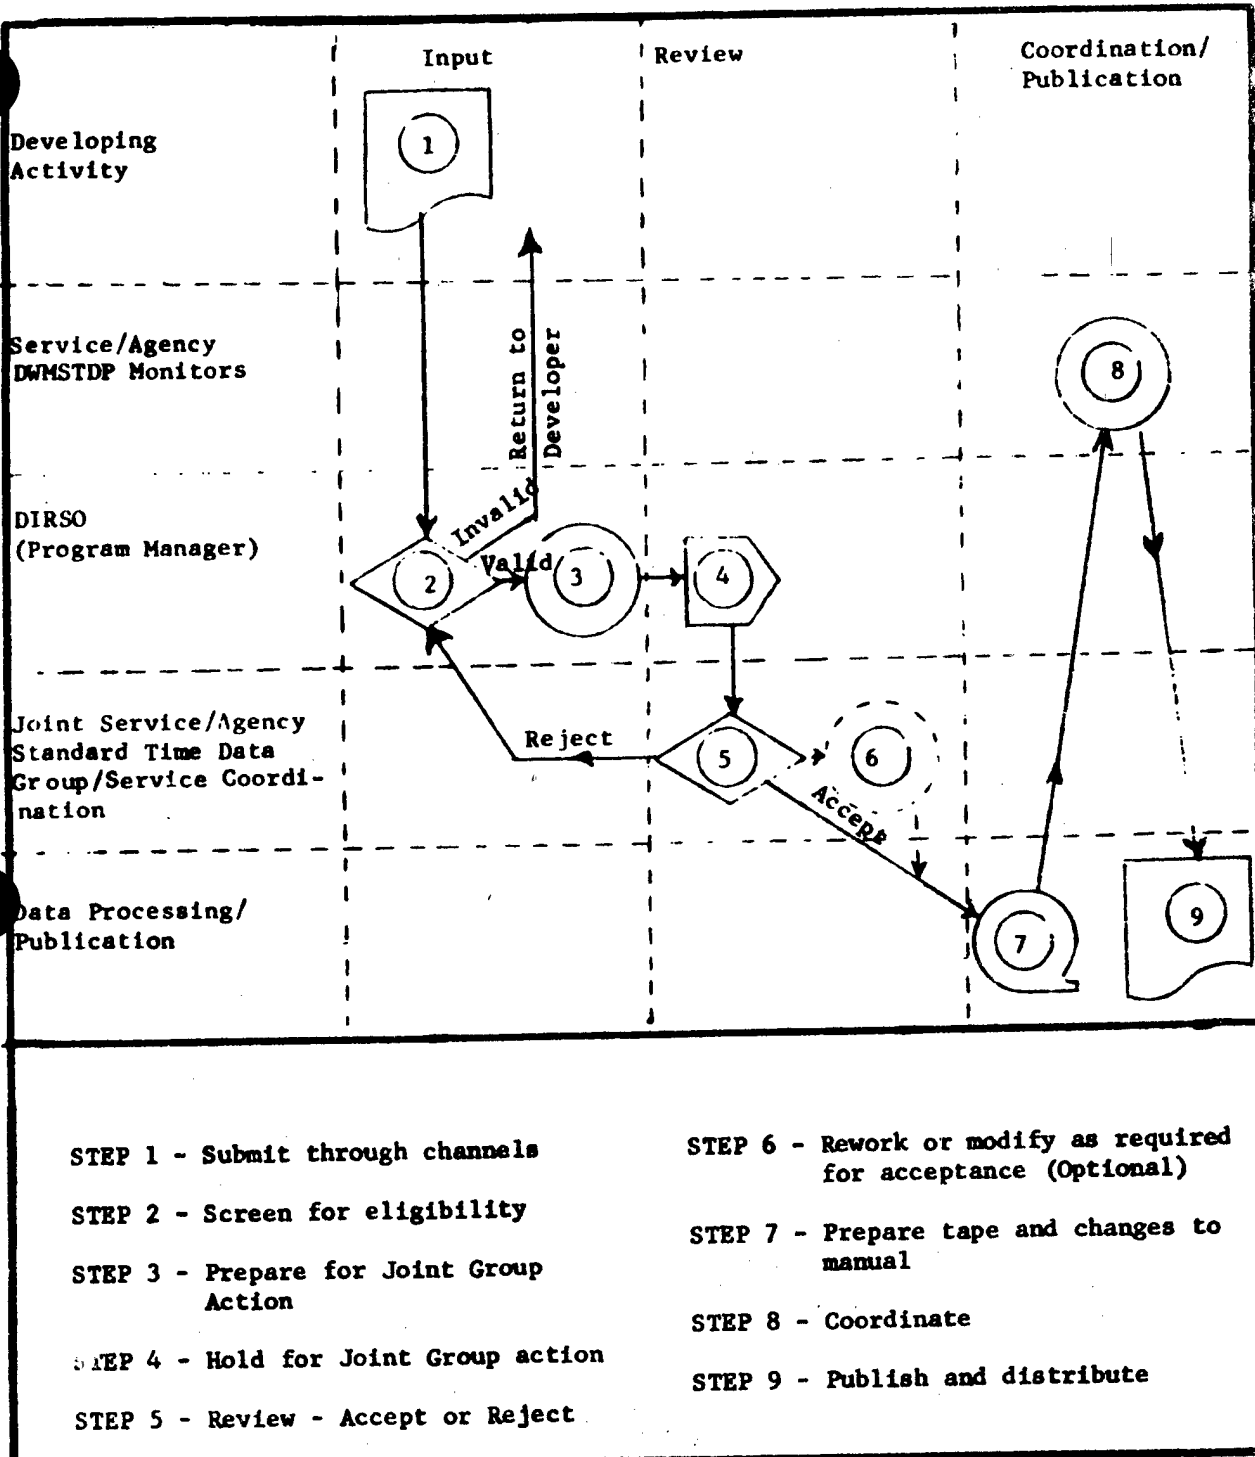 Input
Review
Coordination/
Publication
Developing
Activity
1
Service/Agency
DWMSTDP Monitors
Return to
Developer
8
DIRSO
(Program Manager)
Invalid
Valid
2
3
4
Joint Service/Agency
Standard Time Data
Group/Service Coordi-
nation
Reject
5
6
Accept
Data Processing/
Publication
7
9
STEP 1 - Submit through channels
STEP 2 - Screen for eligibility
STEP 3 - Prepare for Joint Group
Action
STEP 4 - Hold for Joint Group action
STEP 5 - Review - Accept or Reject
STEP 6 - Rework or modify as required
for acceptance (Optional)
STEP 7 - Prepare tape and changes to
manual
STEP 8 - Coordinate
STEP 9 - Publish and distribute